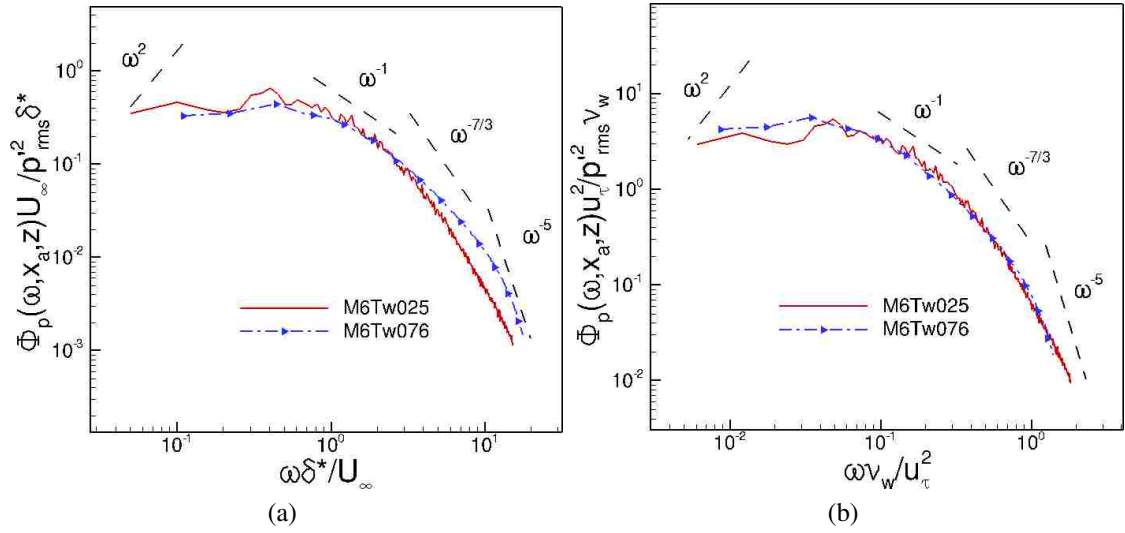 Φp(ω,xa,z)U∞/p'²rmsδ*
10⁰
10⁻¹
10⁻²
10⁻³
ω²
ω⁻¹
ω⁻⁷/³
ω⁻⁵
M6Tw025
M6Tw076
10⁻¹
10⁰
10¹
ωδ*/U∞
(a)
Φp(ω,xa,z)uτ²/p'²rmsνw
10¹
10⁰
10⁻¹
10⁻²
ω²
ω⁻¹
ω⁻⁷/³
ω⁻⁵
M6Tw025
M6Tw076
10⁻²
10⁻¹
10⁰
ωνw/uτ²
(b)